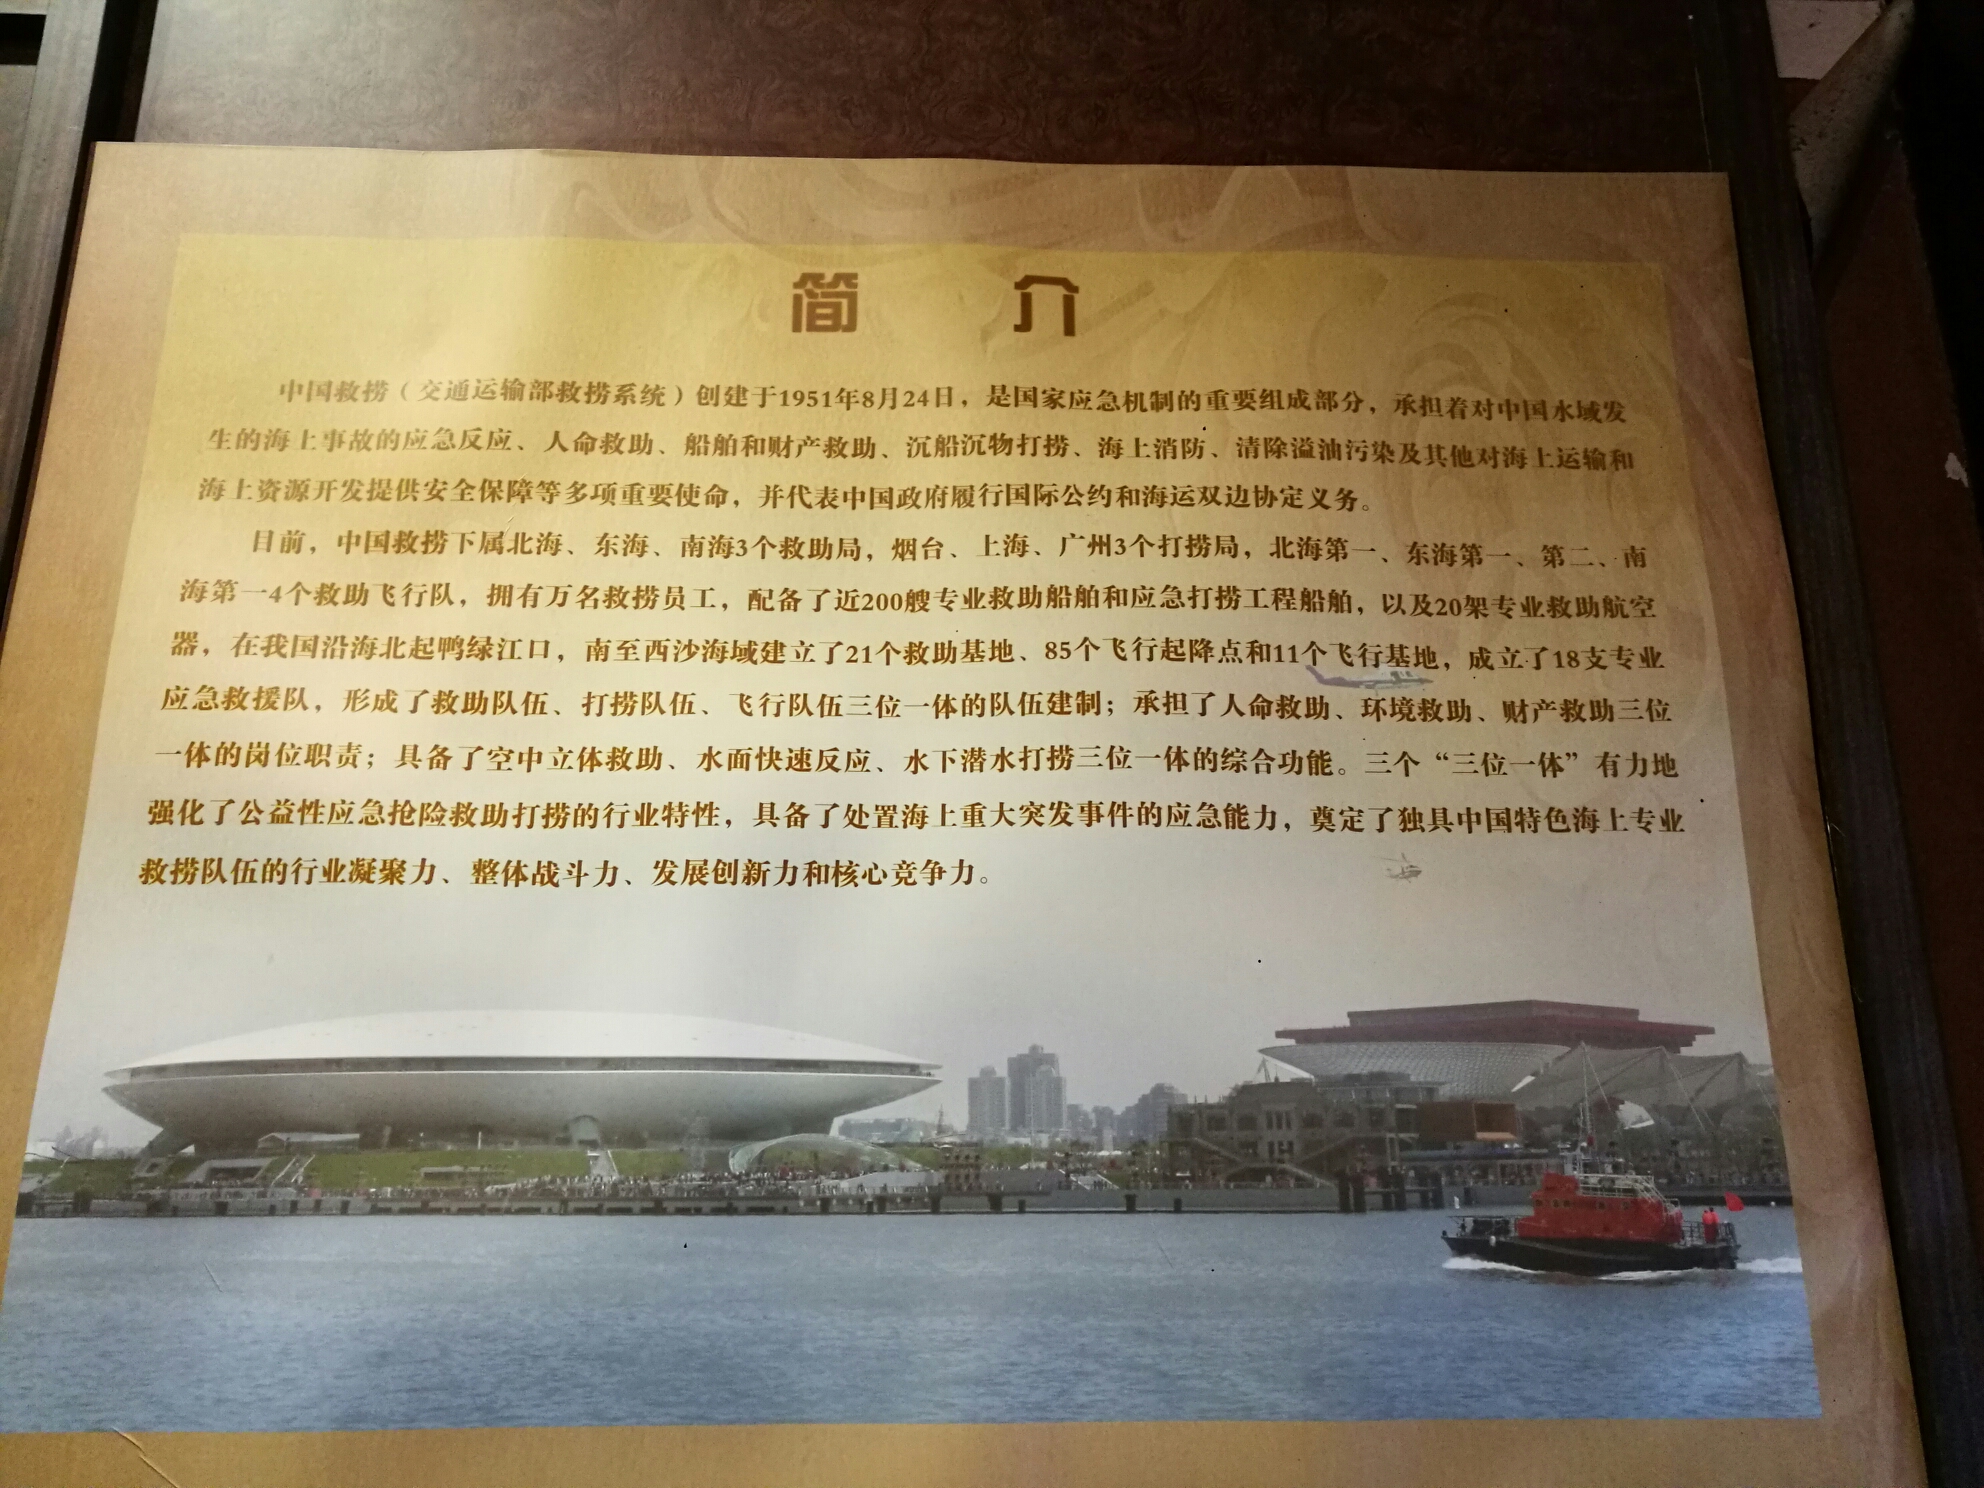 简 介
中国救捞（交通运输部救捞系统）创建于1951年8月24日，是国家应急机制的重要组成部分，承担着对中国水域发
生的海上事故的应急反应、人命救助、船舶和财产救助、沉船沉物打捞、海上消防、清除溢油污染及其他对海上运输和
海上资源开发提供安全保障等多项重要使命，并代表中国政府履行国际公约和海运双边协定义务。
目前，中国救捞下属北海、东海、南海3个救助局，烟台、上海、广州3个打捞局，北海第一、东海第一、第二、南
海第一4个救助飞行队，拥有万名救捞员工，配备了近200艘专业救助船舶和应急打捞工程船舶，以及20架专业救助航空
器，在我国沿海北起鸭绿江口，南至西沙海域建立了21个救助基地、85个飞行起降点和11个飞行基地，成立了18支专业
应急救援队，形成了救助队伍、打捞队伍、飞行队伍三位一体的队伍建制；承担了人命救助、环境救助、财产救助三位
一体的岗位职责；具备了空中立体救助、水面快速反应、水下潜水打捞三位一体的综合功能。三个“三位一体”有力地
强化了公益性应急抢险救助打捞的行业特性，具备了处置海上重大突发事件的应急能力，奠定了独具中国特色海上专业
救捞队伍的行业凝聚力、整体战斗力、发展创新力和核心竞争力。